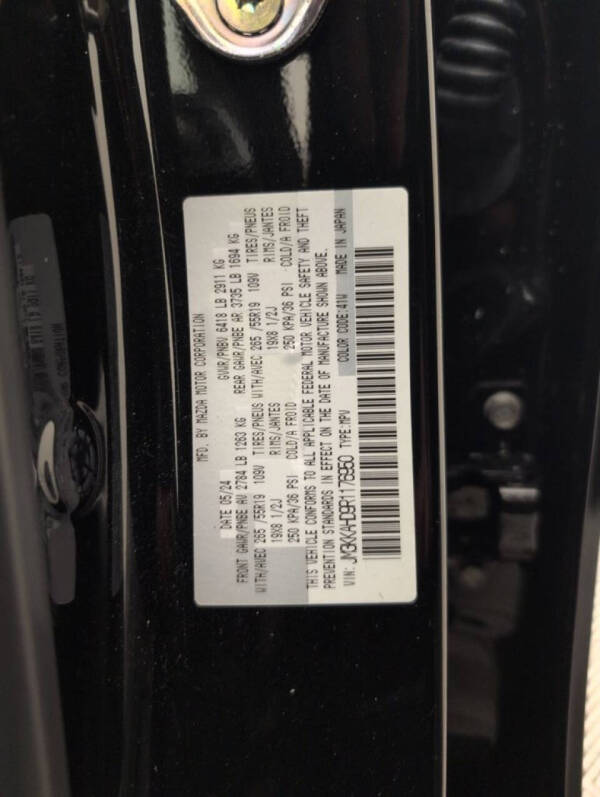 MFD. BY MAZDA MOTOR CORPORATION
DATE 05/24 GVWR/PNBV 6418 LB 2911 KG
FRONT GAWR/PNBE AV 2784 LB 1263 KG REAR GAWR/PNBE AR 3735 LB 1694 KG
WITH/AVEC 265 /55R19 109V TIRES/PNEUS WITH/AVEC 265 /55R19 109V TIRES/PNEUS
19X8 1/2J RIMS/JANTES 19X8 1/2J RIMS/JANTES
250 KPA/36 PSI COLD/A FROID 250 KPA/36 PSI COLD/A FROID
THIS VEHICLE CONFORMS TO ALL APPLICABLE FEDERAL MOTOR VEHICLE SAFETY AND THEFT
PREVENTION STANDARDS IN EFFECT ON THE DATE OF MANUFACTURE SHOWN ABOVE.
VIN: JM3KKAHD9R1176950 TYPE:MPV COLOR CODE:41W MADE IN JAPAN